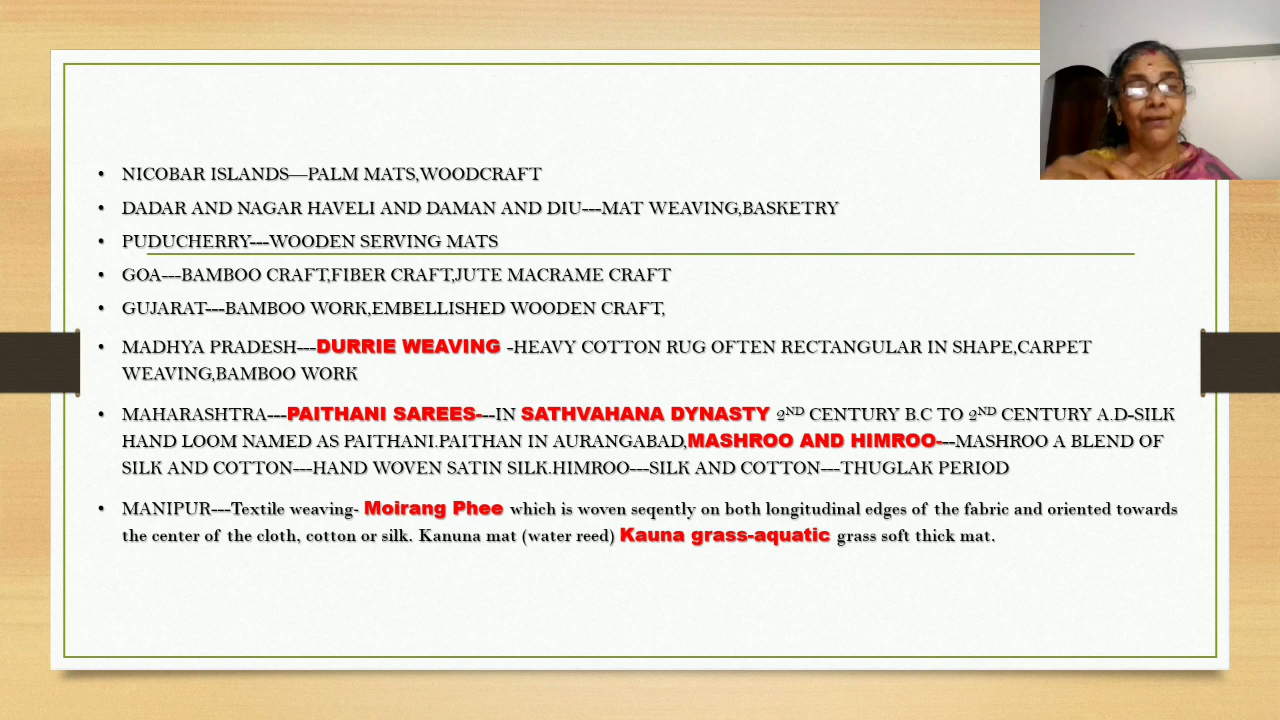 • NICOBAR ISLANDS—PALM MATS,WOODCRAFT
• DADAR AND NAGAR HAVELI AND DAMAN AND DIU---MAT WEAVING,BASKETRY
• PUDUCHERRY---WOODEN SERVING MATS
• GOA---BAMBOO CRAFT,FIBER CRAFT,JUTE MACRAME CRAFT
• GUJARAT---BAMBOO WORK,EMBELLISHED WOODEN CRAFT,
• MADHYA PRADESH---DURRIE WEAVING -HEAVY COTTON RUG OFTEN RECTANGULAR IN SHAPE,CARPET
WEAVING,BAMBOO WORK
• MAHARASHTRA---PAITHANI SAREES---IN SATHVAHANA DYNASTY 2ND CENTURY B.C TO 2ND CENTURY A.D-SILK
HAND LOOM NAMED AS PAITHANI.PAITHAN IN AURANGABAD,MASHROO AND HIMROO---MASHROO A BLEND OF
SILK AND COTTON---HAND WOVEN SATIN SILK.HIMROO---SILK AND COTTON---THUGLAK PERIOD
• MANIPUR---Textile weaving- Moirang Phee which is woven seqently on both longitudinal edges of the fabric and oriented towards
the center of the cloth, cotton or silk. Kanuna mat (water reed) Kauna grass-aquatic grass soft thick mat.